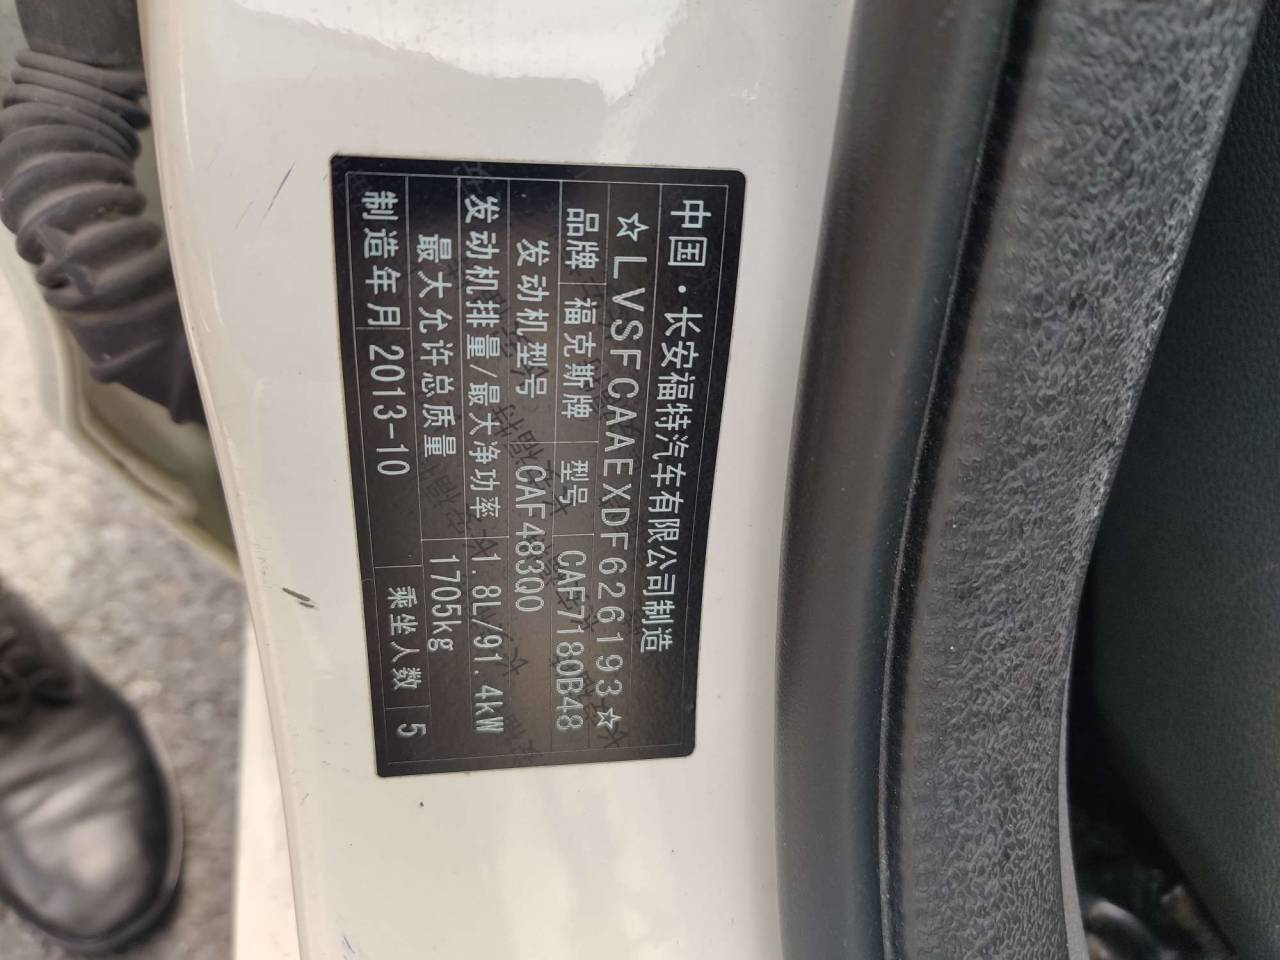 中国·长安福特汽车有限公司制造
☆LVSFCAAEXDF626193☆
品牌 福克斯牌 型号 CAF7180B48
发动机型号 CAF483Q0
发动机排量/最大净功率 1.8L/91.4kW
最大允许总质量 1705kg
制造年月 2013-10 乘坐人数 5